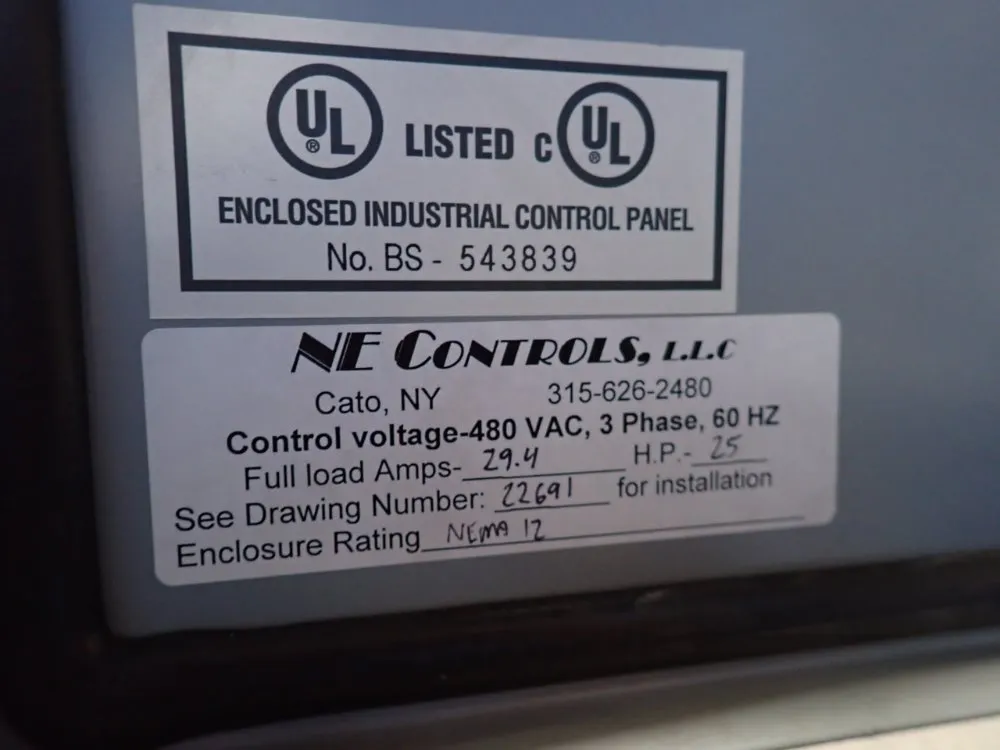 UL® LISTED C UL®
ENCLOSED INDUSTRIAL CONTROL PANEL
No. BS - 543839
NE CONTROLS, L.L.C
Cato, NY 315-626-2480
Control voltage-480 VAC, 3 Phase, 60 HZ
Full load Amps- 29.4 H.P.- 25
See Drawing Number: 22691 for installation
Enclosure Rating NEMA 12